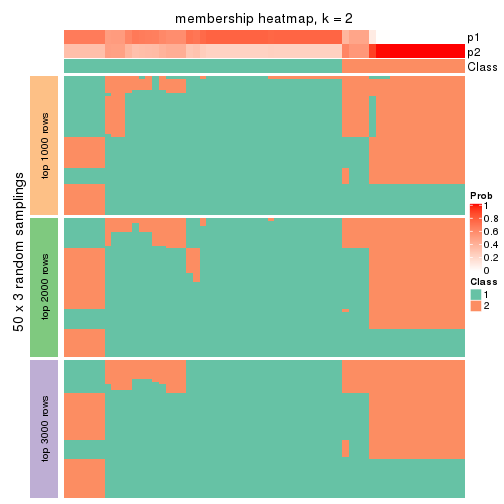 membership heatmap, k = 2
p1
p2
Class
50 x 3 random samplings
top 1000 rows
top 2000 rows
top 3000 rows
Prob
1
0.8
0.6
0.4
0.2
0
Class
1
2